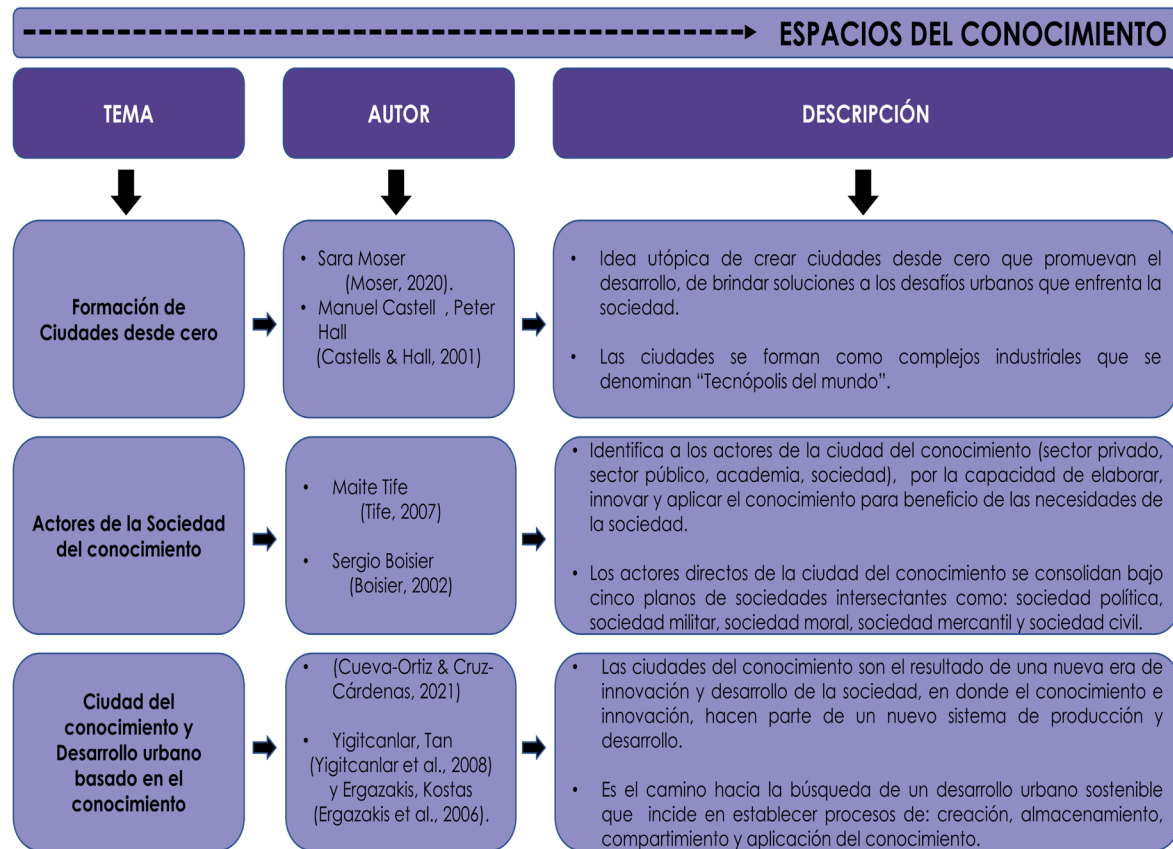 ESPACIOS DEL CONOCIMIENTO
TEMA
AUTOR
DESCRIPCIÓN
Formación de
Ciudades desde cero
• Sara Moser
(Moser, 2020).
• Manuel Castell , Peter
Hall
(Castells & Hall, 2001)
• Idea utópica de crear ciudades desde cero que promuevan el
desarrollo, de brindar soluciones a los desafíos urbanos que enfrenta la
sociedad.
• Las ciudades se forman como complejos industriales que se
denominan “Tecnópolis del mundo”.
Actores de la Sociedad
del conocimiento
• Maite Tife
(Tife, 2007)
• Sergio Boisier
(Boisier, 2002)
• Identifica a los actores de la ciudad del conocimiento (sector privado,
sector público, academia, sociedad), por la capacidad de elaborar,
innovar y aplicar el conocimiento para beneficio de las necesidades de
la sociedad.
• Los actores directos de la ciudad del conocimiento se consolidan bajo
cinco planos de sociedades intersectantes como: sociedad política,
sociedad militar, sociedad moral, sociedad mercantil y sociedad civil.
Ciudad del
conocimiento y
Desarrollo urbano
basado en el
conocimiento
• (Cueva-Ortiz & Cruz-
Cárdenas, 2021)
• Yigitcanlar, Tan
(Yigitcanlar et al., 2008)
y Ergazakis, Kostas
(Ergazakis et al., 2006).
• Las ciudades del conocimiento son el resultado de una nueva era de
innovación y desarrollo de la sociedad, en donde el conocimiento e
innovación, hacen parte de un nuevo sistema de producción y
desarrollo.
• Es el camino hacia la búsqueda de un desarrollo urbano sostenible
que incide en establecer procesos de: creación, almacenamiento,
compartimiento y aplicación del conocimiento.